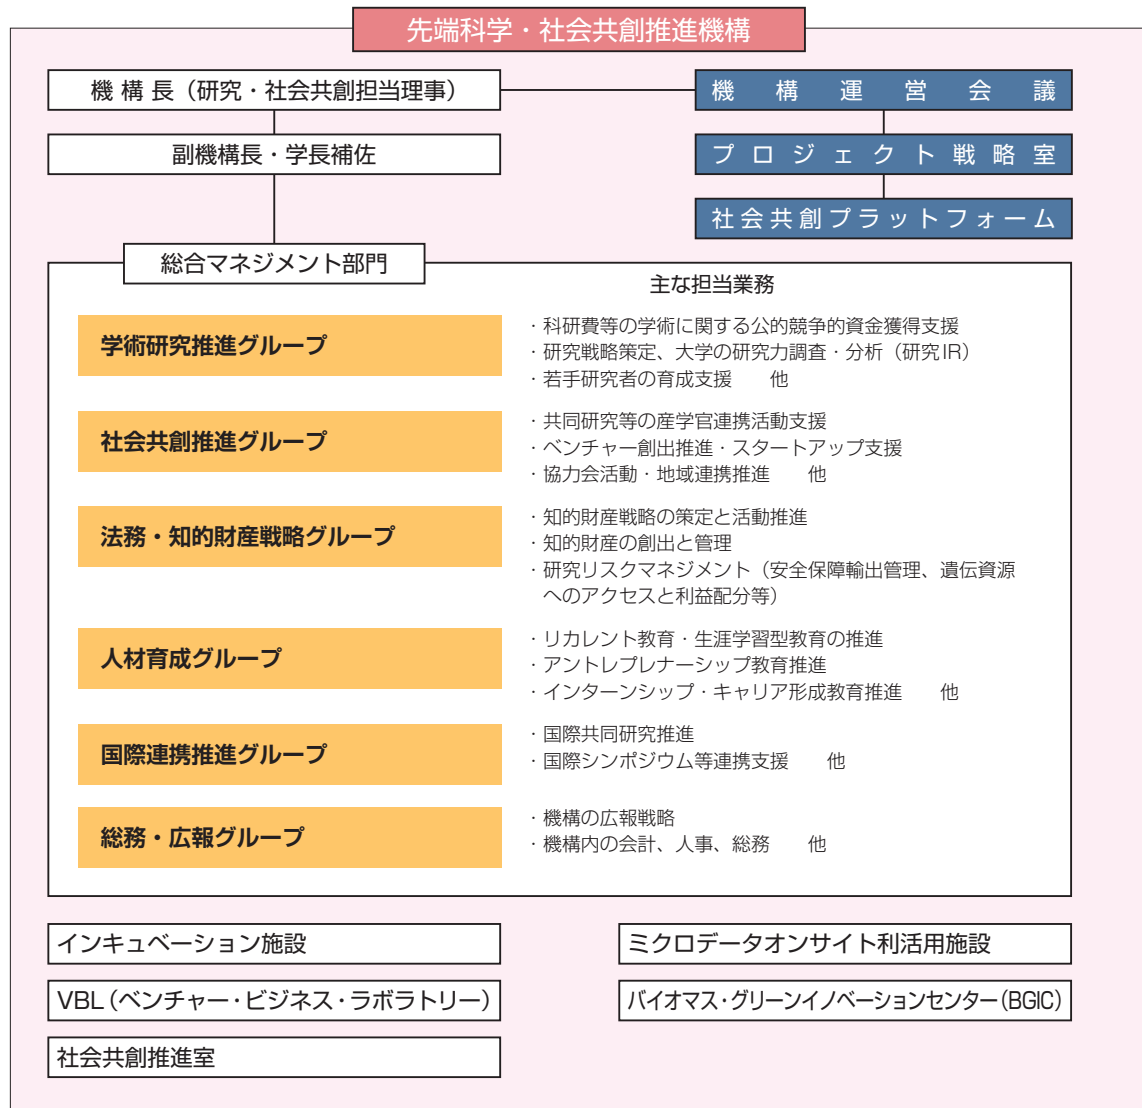 先端科学・社会共創推進機構
機構長（研究・社会共創担当理事）
機構運営会議
副機構長・学長補佐
プロジェクト戦略室
社会共創プラットフォーム
総合マネジメント部門
主な担当業務
学術研究推進グループ
・科研費等の学術に関する公的競争的資金獲得支援
・研究戦略策定、大学の研究力調査・分析（研究IR）
・若手研究者の育成支援　他
社会共創推進グループ
・共同研究等の産学官連携活動支援
・ベンチャー創出推進・スタートアップ支援
・協力会活動・地域連携推進　他
法務・知的財産戦略グループ
・知的財産戦略の策定と活動推進
・知的財産の創出と管理
・研究リスクマネジメント（安全保障輸出管理、遺伝資源
へのアクセスと利益配分等）
人材育成グループ
・リカレント教育・生涯学習型教育の推進
・アントレプレナーシップ教育推進
・インターンシップ・キャリア形成教育推進　他
国際連携推進グループ
・国際共同研究推進
・国際シンポジウム等連携支援　他
総務・広報グループ
・機構の広報戦略
・機構内の会計、人事、総務　他
インキュベーション施設
ミクロデータオンサイト利活用施設
VBL（ベンチャー・ビジネス・ラボラトリー）
バイオマス・グリーンイノベーションセンター（BGIC）
社会共創推進室